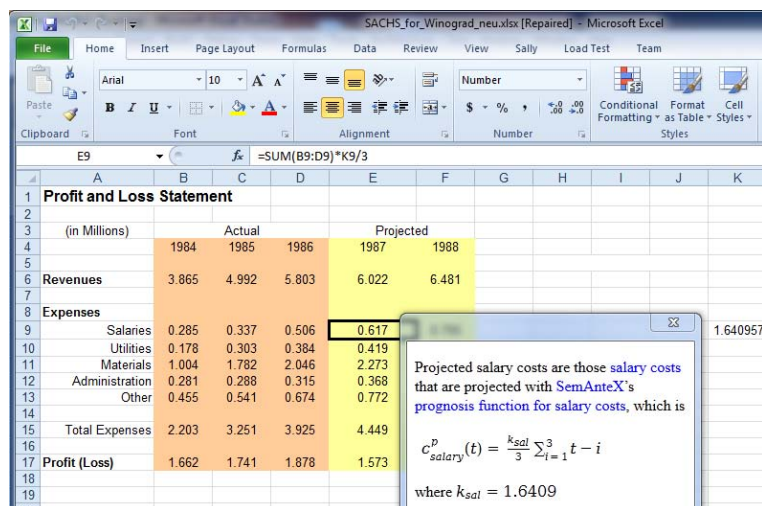 SACHS_for_Winograd_neu.xlsx [Repaired] - Microsoft Excel
File Home Insert Page Layout Formulas Data Review View Sally Load Test Team
Arial 10 A A Number
Paste B I U $ % , Conditional Formatting Format as Table Cell Styles
Clipboard Font Alignment Number Styles
E9 fx =SUM(B9:D9)*K9/3
A B C D E F G H I J K
1 Profit and Loss Statement
2
3 (in Millions) Actual Projected
4 1984 1985 1986 1987 1988
5
6 Revenues 3.865 4.992 5.803 6.022 6.481
7
8 Expenses
9 Salaries 0.285 0.337 0.506 0.617 1.640957
10 Utilities 0.178 0.303 0.384 0.419
11 Materials 1.004 1.782 2.046 2.273
12 Administration 0.281 0.288 0.315 0.368
13 Other 0.455 0.541 0.674 0.772
14
15 Total Expenses 2.203 3.251 3.925 4.449
16
17 Profit (Loss) 1.662 1.741 1.878 1.573
18
19
Projected salary costs are those salary costs
that are projected with SemAnteX's
prognosis function for salary costs, which is
c^p_salary(t) = k_sal/3 ∑^3_{i=1} t − i
where k_sal = 1.6409